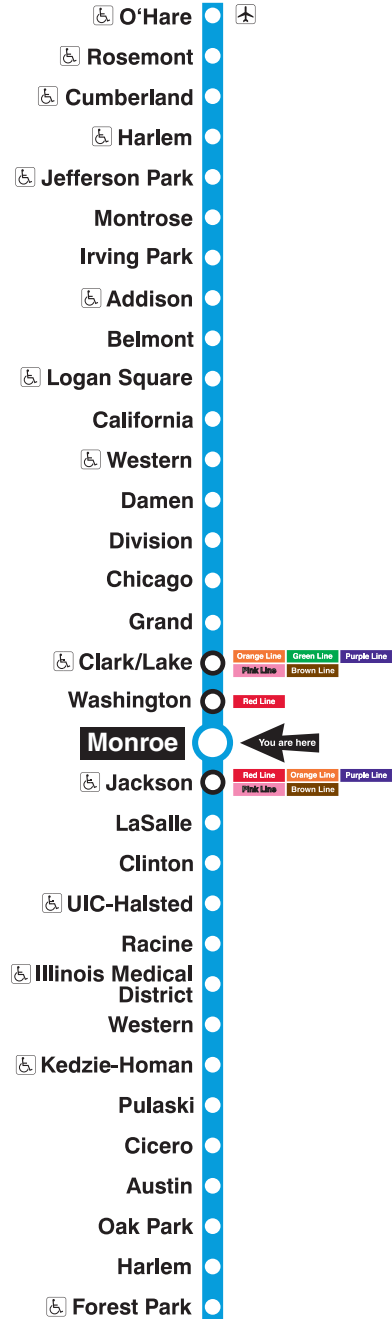 O'Hare
Rosemont
Cumberland
Harlem
Jefferson Park
Montrose
Irving Park
Addison
Belmont
Logan Square
California
Western
Damen
Division
Chicago
Grand
Clark/Lake
Orange Line Green Line Purple Line
Pink Line Brown Line
Washington
Red Line
Monroe
You are here
Jackson
Red Line Orange Line Purple Line
Pink Line Brown Line
LaSalle
Clinton
UIC-Halsted
Racine
Illinois Medical
District
Western
Kedzie-Homan
Pulaski
Cicero
Austin
Oak Park
Harlem
Forest Park